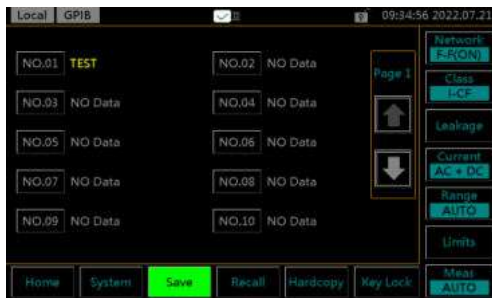 Local GPIB 09:34:56 2022.07.21
NO.01 TEST NO.02 NO Data
NO.03 NO Data NO.04 NO Data
NO.05 NO Data NO.06 NO Data
NO.07 NO Data NO.08 NO Data
NO.09 NO Data NO.10 NO Data
Page 1
Network
F-F(ON)
Class
I-CF
Leakage
Current
AC + DC
Range
AUTO
Limits
Meas
AUTO
Home System Save Recall Hardcopy Key Lock